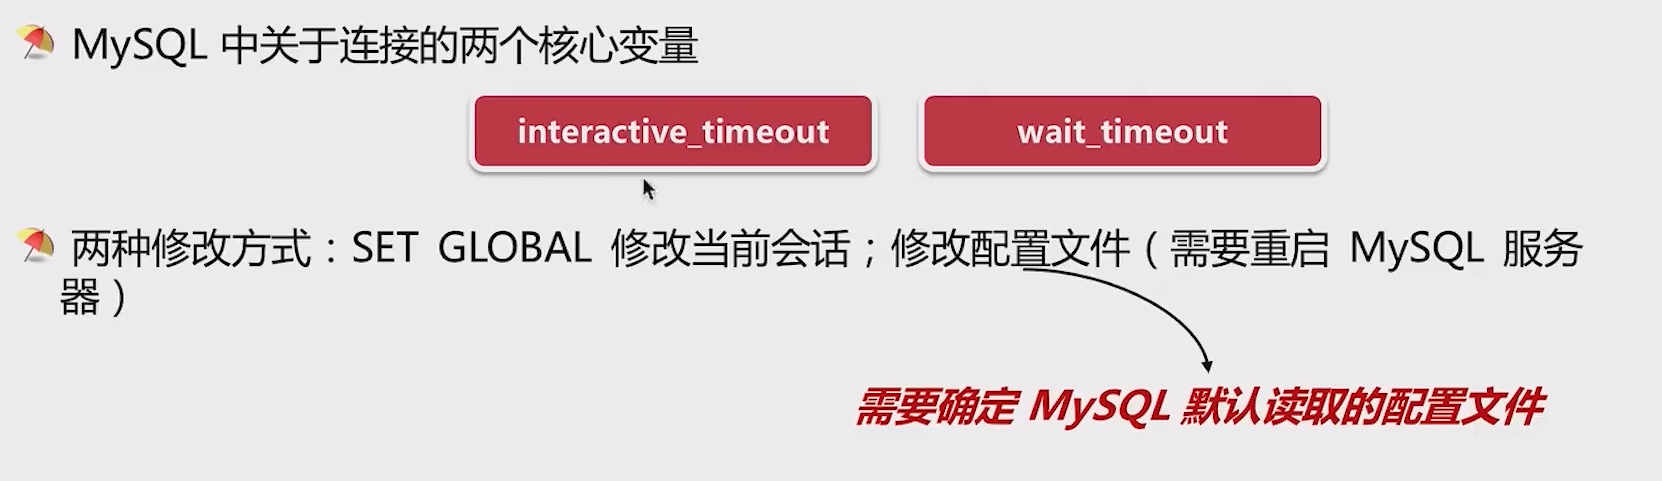 MySQL 中关于连接的两个核心变量
interactive_timeout
wait_timeout
两种修改方式：SET GLOBAL 修改当前会话；修改配置文件（需要重启 MySQL 服务
器）
需要确定 MySQL 默认读取的配置文件